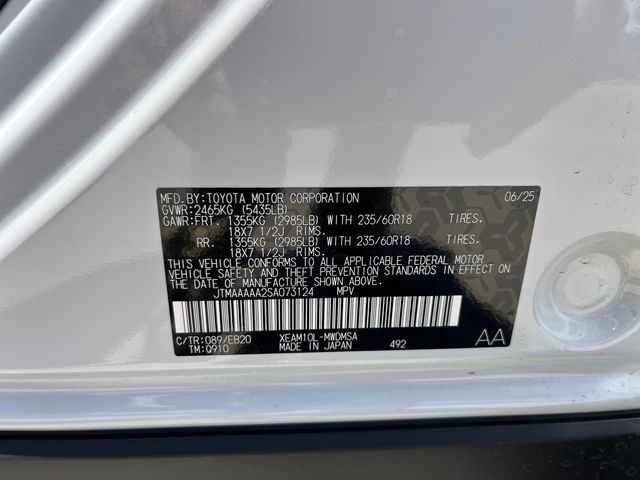 MFD.BY:TOYOTA MOTOR CORPORATION 06/25
GVWR:2465KG (5435LB)
GAWR:FRT. 1355KG (2985LB) WITH 235/60R18 TIRES.
18X7 1/2J RIMS.
RR. 1355KG (2985LB) WITH 235/60R18 TIRES.
18X7 1/2J RIMS.
THIS VEHICLE CONFORMS TO ALL APPLICABLE FEDERAL MOTOR
VEHICLE SAFETY AND THEFT PREVENTION STANDARDS IN EFFECT
ON THE DATE OF MANUFACTURE SHOWN ABOVE.
JTMAAAAA2SA073124 MPV
C/TR:089/EB20 XEAM10L-MWDMSA
TM:Q910 MADE IN JAPAN 492 AA